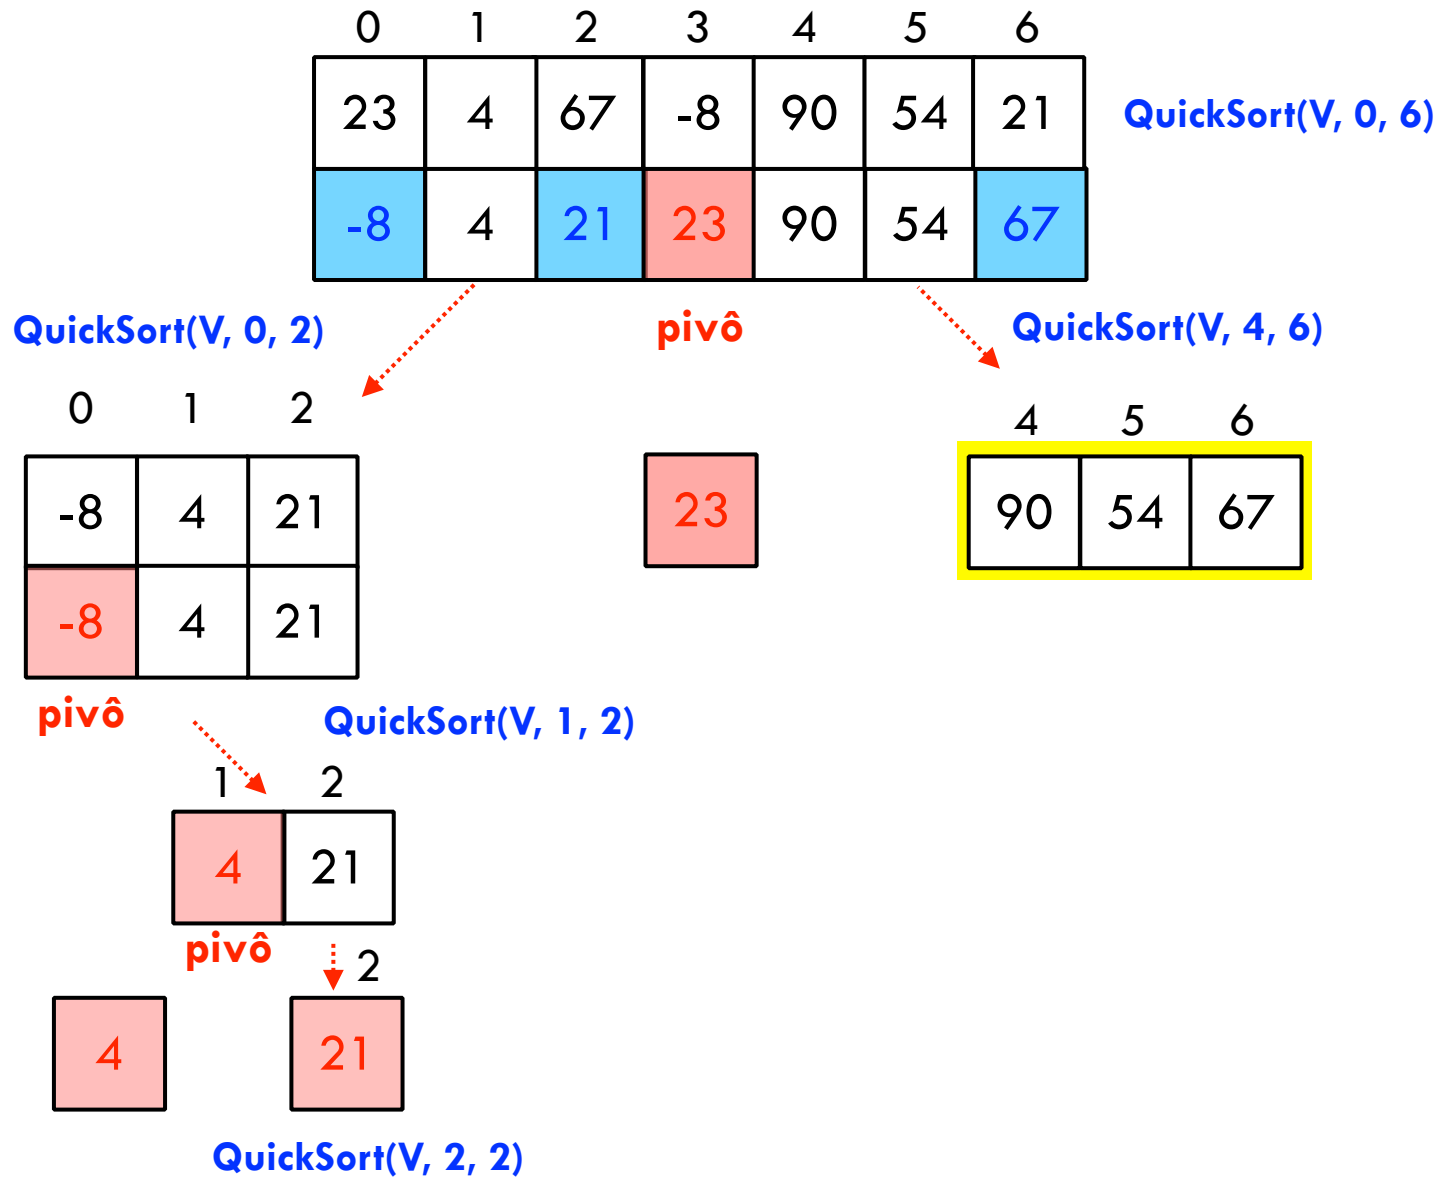 0 1 2 3 4 5 6
23 4 67 -8 90 54 21 QuickSort(V, 0, 6)
-8 4 21 23 90 54 67
QuickSort(V, 0, 2) pivô QuickSort(V, 4, 6)
0 1 2 4 5 6
-8 4 21 23 90 54 67
-8 4 21
pivô QuickSort(V, 1, 2)
1 2
4 21
pivô 2
4 21
QuickSort(V, 2, 2)